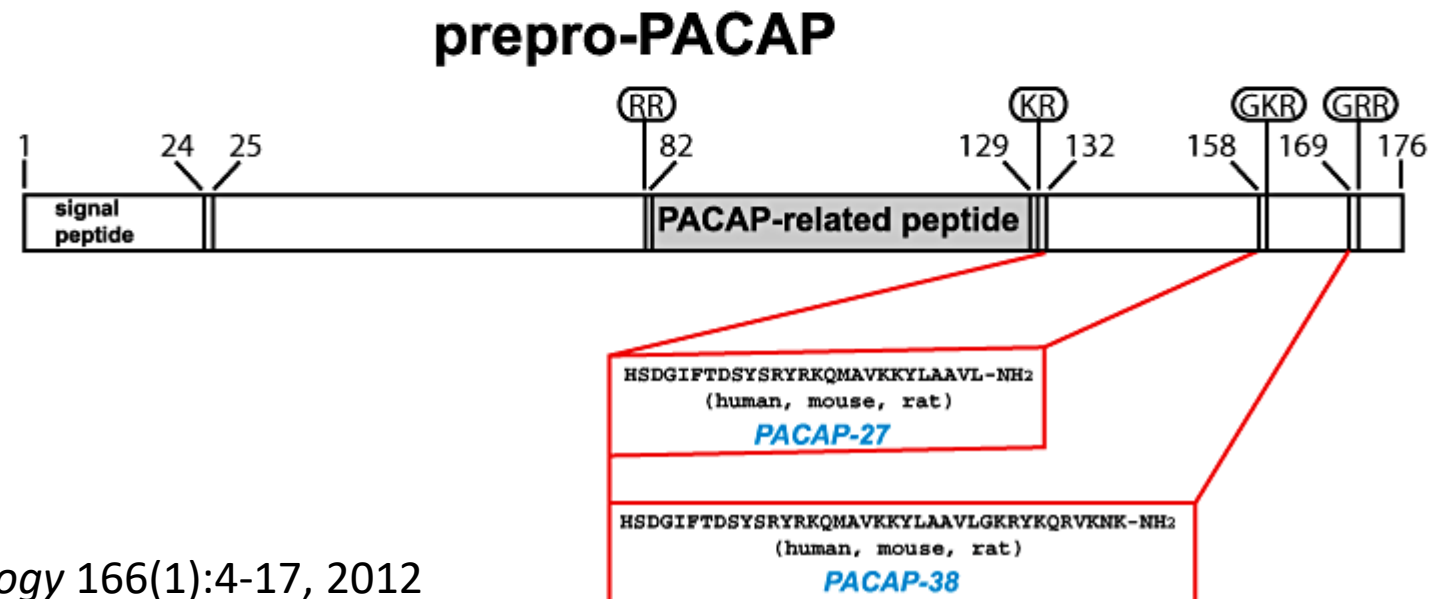 prepro-PACAP
RR KR GKR GRR
1 24 25 82 129 132 158 169 176
signal
peptide
PACAP-related peptide
HSDGIFTDSYSRYRKQMAVKKYLAAVL-NH2
(human, mouse, rat)
PACAP-27
HSDGIFTDSYSRYRKQMAVKKYLAAVLGKRYKQRVKNK-NH2
(human, mouse, rat)
PACAP-38
ogy 166(1):4-17, 2012